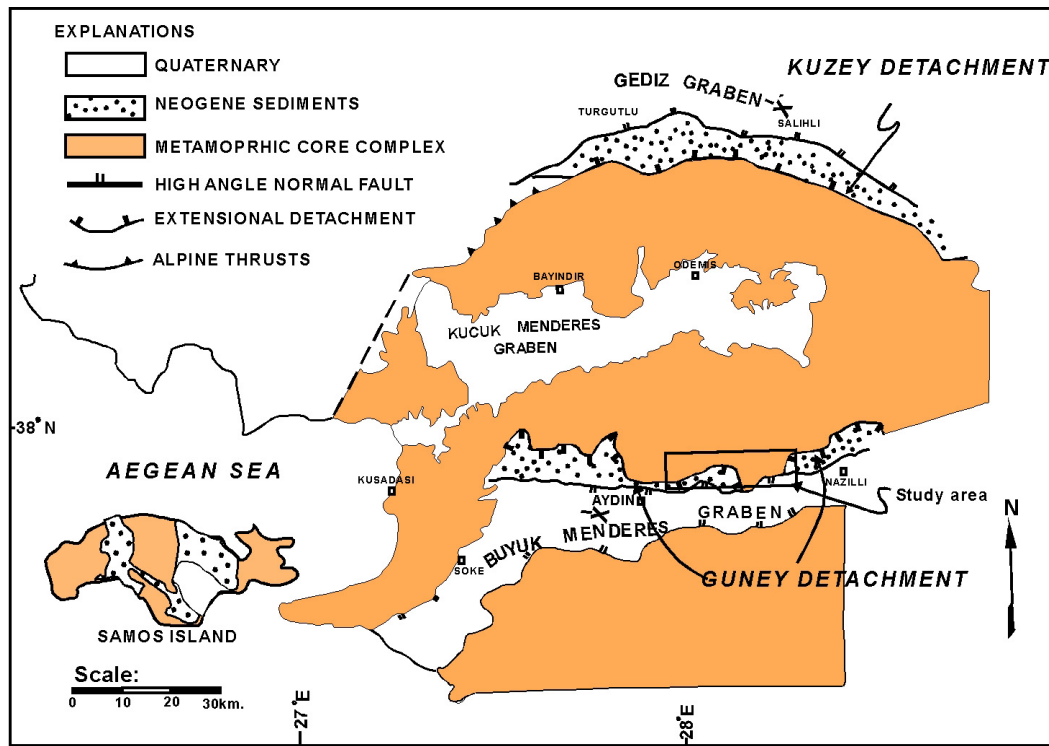 EXPLANATIONS
QUATERNARY
NEOGENE SEDIMENTS
METAMOPRHIC CORE COMPLEX
HIGH ANGLE NORMAL FAULT
EXTENSIONAL DETACHMENT
ALPINE THRUSTS
KUZEY DETACHMENT
GEDIZ GRABEN
TURGUTLU
SALIHLI
BAYINDIR
ODEMIS
KUCUK MENDERES
GRABEN
38°N
AEGEAN SEA
KUSADASI
NAZILLI
AYDIN
Study area
N
BUYUK MENDERES GRABEN
SOKE
GUNEY DETACHMENT
SAMOS ISLAND
Scale:
0 10 20 30km.
27°E
28°E